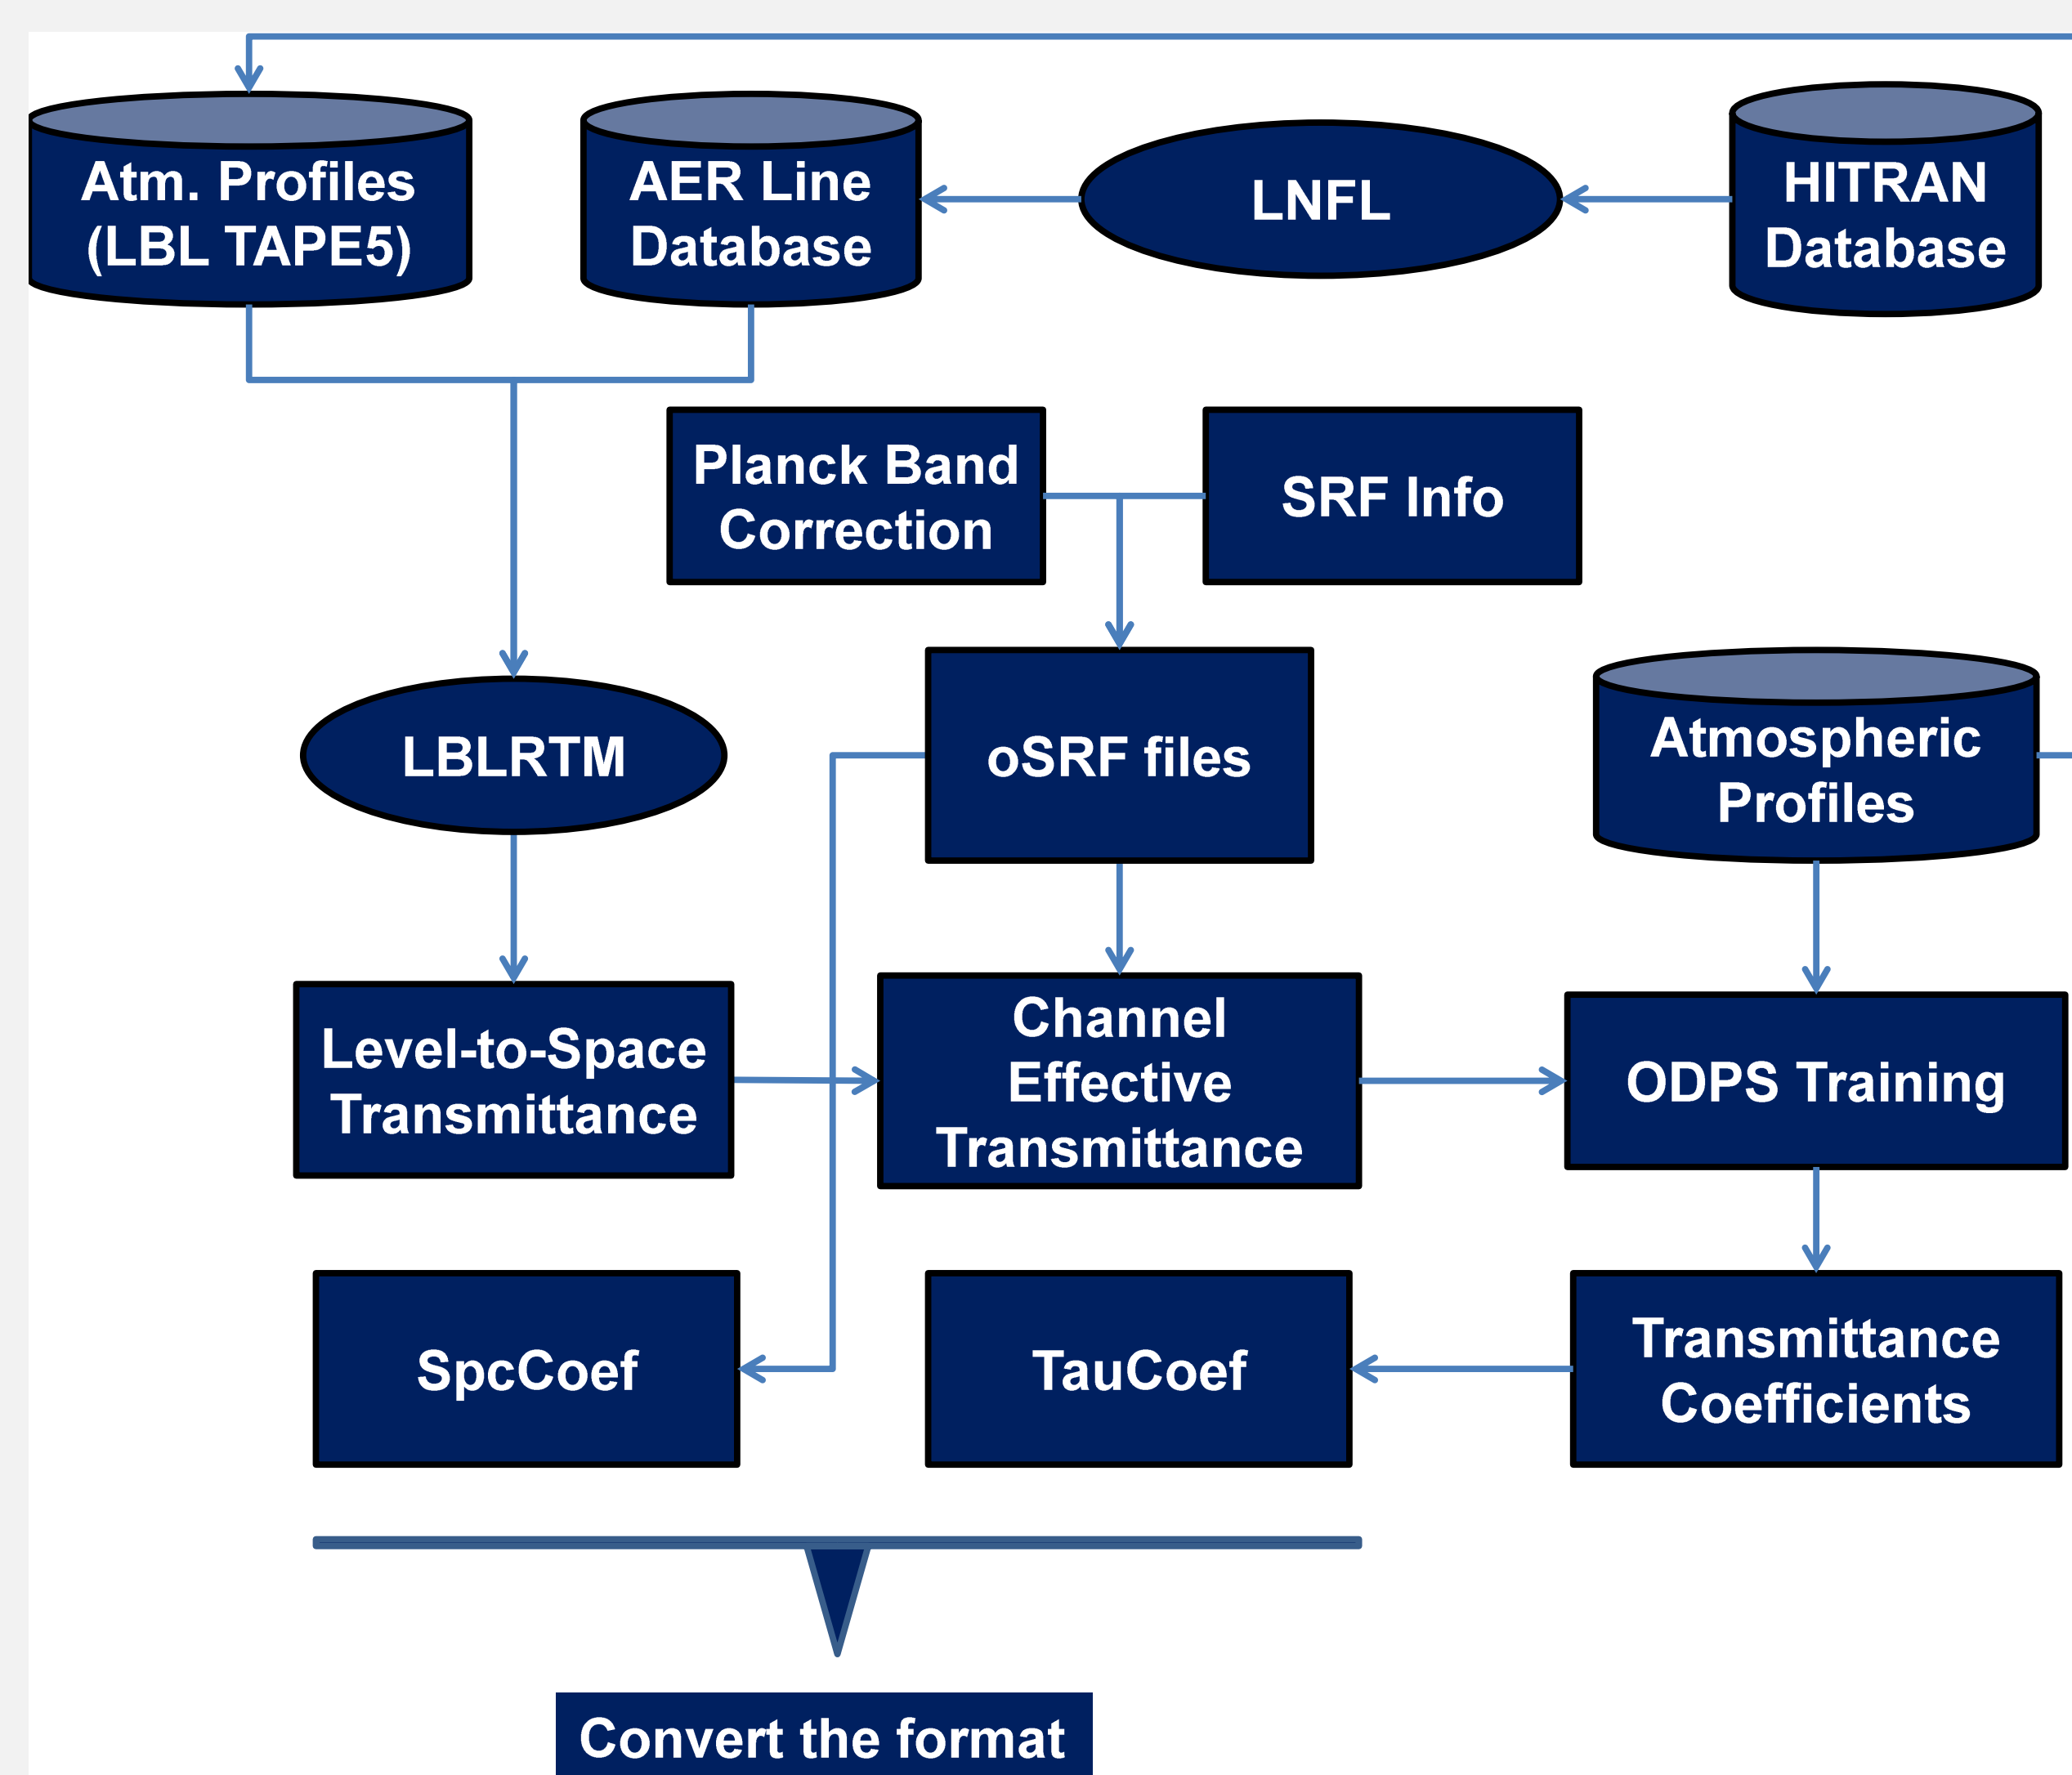 Atm. Profiles
(LBL TAPE5)
AER Line
Database
LNFL
HITRAN
Database
Planck Band
Correction
SRF Info
LBLRTM
oSRF files
Atmospheric
Profiles
Level-to-Space
Transmittance
Channel
Effective
Transmittance
ODPS Training
SpcCoef
TauCoef
Transmittance
Coefficients
Convert the format